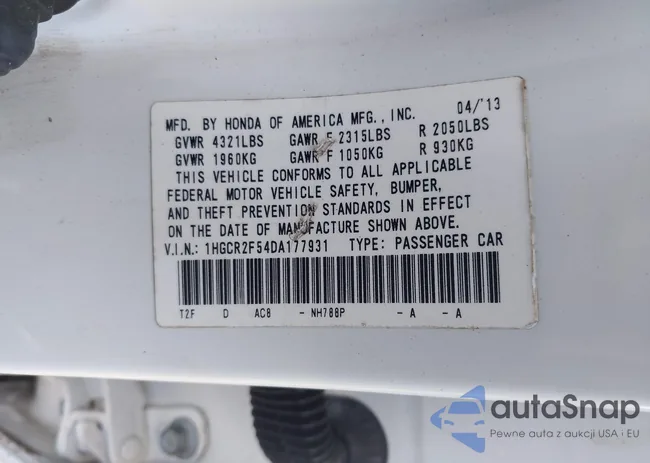 MFD. BY HONDA OF AMERICA MFG., INC. 04/'13
GVWR 4321LBS GAWR F 2315LBS R 2050LBS
GVWR 1960KG GAWR F 1050KG R 930KG
THIS VEHICLE CONFORMS TO ALL APPLICABLE
FEDERAL MOTOR VEHICLE SAFETY, BUMPER,
AND THEFT PREVENTION STANDARDS IN EFFECT
ON THE DATE OF MANUFACTURE SHOWN ABOVE.
V.I.N.: 1HGCR2F54DA177931 TYPE: PASSENGER CAR
T2F D AC8 - NH788P - A - A
autaSnap
Pewne auta z aukcji USA i EU